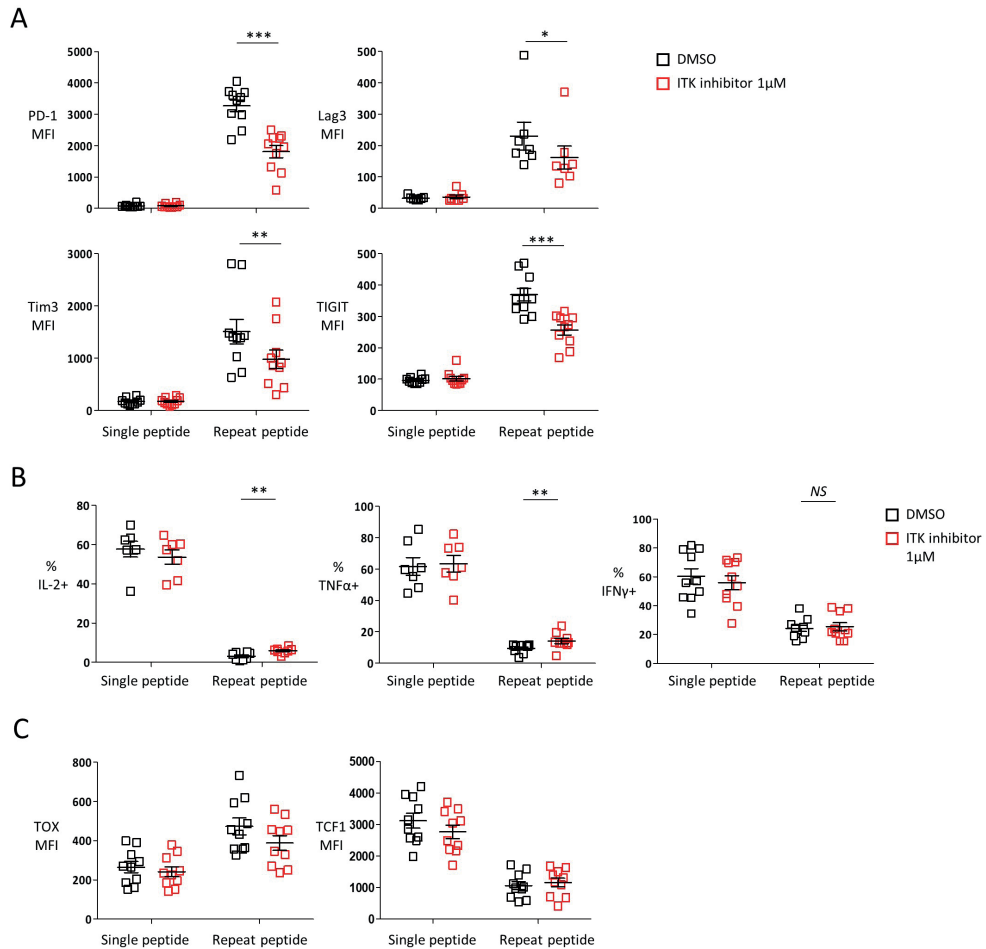 A
***
*
5000
4000
3000
2000
1000
0
PD-1
MFI
500
400
300
200
100
0
Lag3
MFI
DMSO
ITK inhibitor 1µM
**
***
3000
2000
1000
0
Tim3
MFI
500
400
300
200
100
0
TIGIT
MFI
Single peptide Repeat peptide
Single peptide Repeat peptide
B
**
**
NS
80
60
40
20
0
%
IL-2+
100
80
60
40
20
0
%
TNFα+
100
80
60
40
20
0
%
IFNγ+
DMSO
ITK inhibitor
1µM
Single peptide Repeat peptide
Single peptide Repeat peptide
Single peptide Repeat peptide
C
800
600
400
200
0
TOX
MFI
5000
4000
3000
2000
1000
0
TCF1
MFI
Single peptide Repeat peptide
Single peptide Repeat peptide